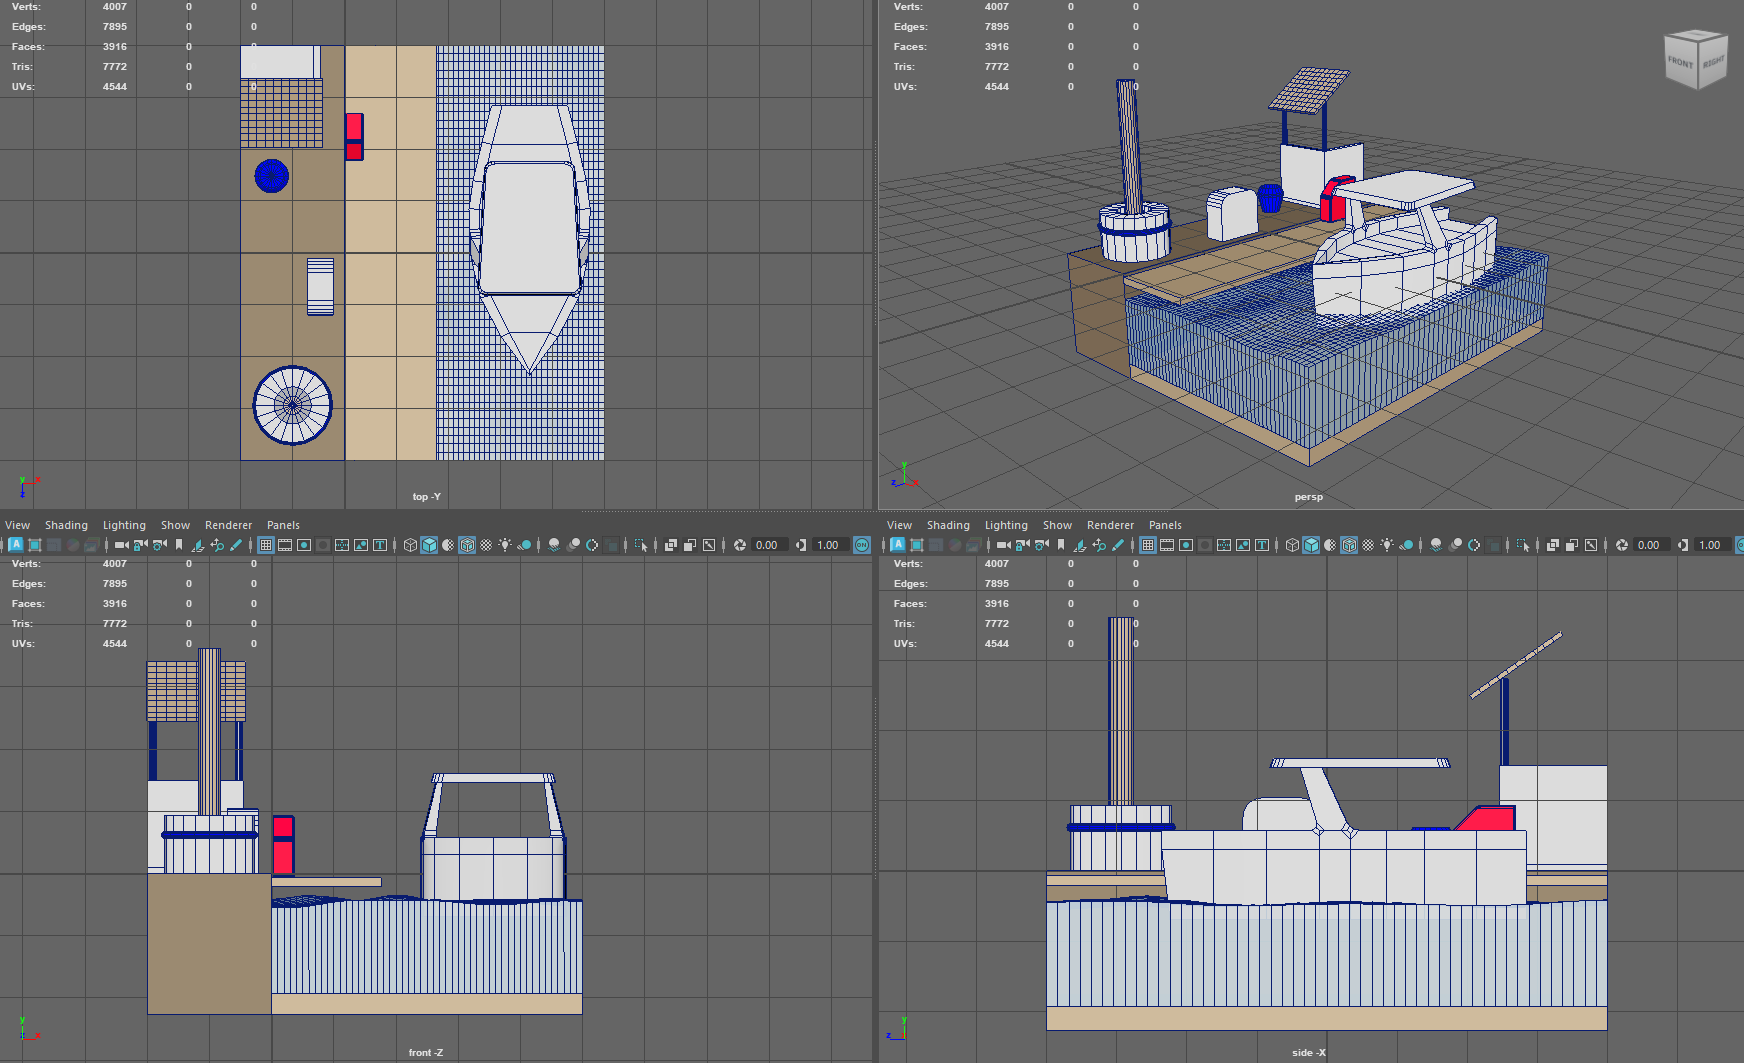 Verts: 4007 0 0
Edges: 7895 0 0
Faces: 3916 0 0
Tris: 7772 0 0
UVs: 4544 0 0
top -Y
Verts: 4007 0 0
Edges: 7895 0 0
Faces: 3916 0 0
Tris: 7772 0 0
UVs: 4544 0 0
FRONT RIGHT
y x z
persp
y z x
View Shading Lighting Show Renderer Panels
0.00 1.00 ON
Verts: 4007 0 0
Edges: 7895 0 0
Faces: 3916 0 0
Tris: 7772 0 0
UVs: 4544 0 0
front -Z
y z x
View Shading Lighting Show Renderer Panels
0.00 1.00
Verts: 4007 0 0
Edges: 7895 0 0
Faces: 3916 0 0
Tris: 7772 0 0
UVs: 4544 0 0
side -X
y z